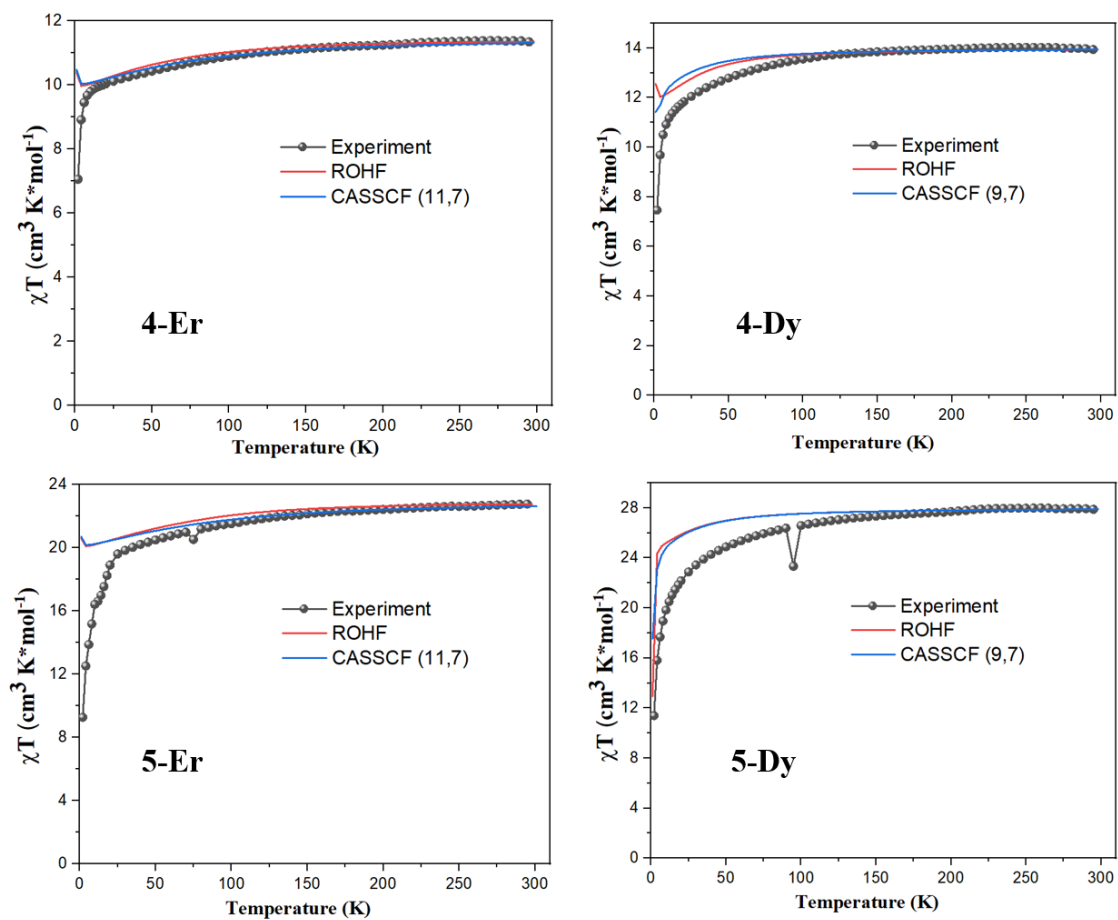 12
10
8
6
4
2
0
χT (cm³ K*mol⁻¹)
Experiment
ROHF
CASSCF (11,7)
4-Er
0 50 100 150 200 250 300
Temperature (K)
14
12
10
8
6
4
2
0
χT (cm³ K*mol⁻¹)
Experiment
ROHF
CASSCF (9,7)
4-Dy
0 50 100 150 200 250 300
Temperature (K)
24
20
16
12
8
4
0
χT (cm³ K*mol⁻¹)
Experiment
ROHF
CASSCF (11,7)
5-Er
0 50 100 150 200 250 300
Temperature (K)
28
24
20
16
12
8
4
0
χT (cm³ K*mol⁻¹)
Experiment
ROHF
CASSCF (9,7)
5-Dy
0 50 100 150 200 250 300
Temperature (K)